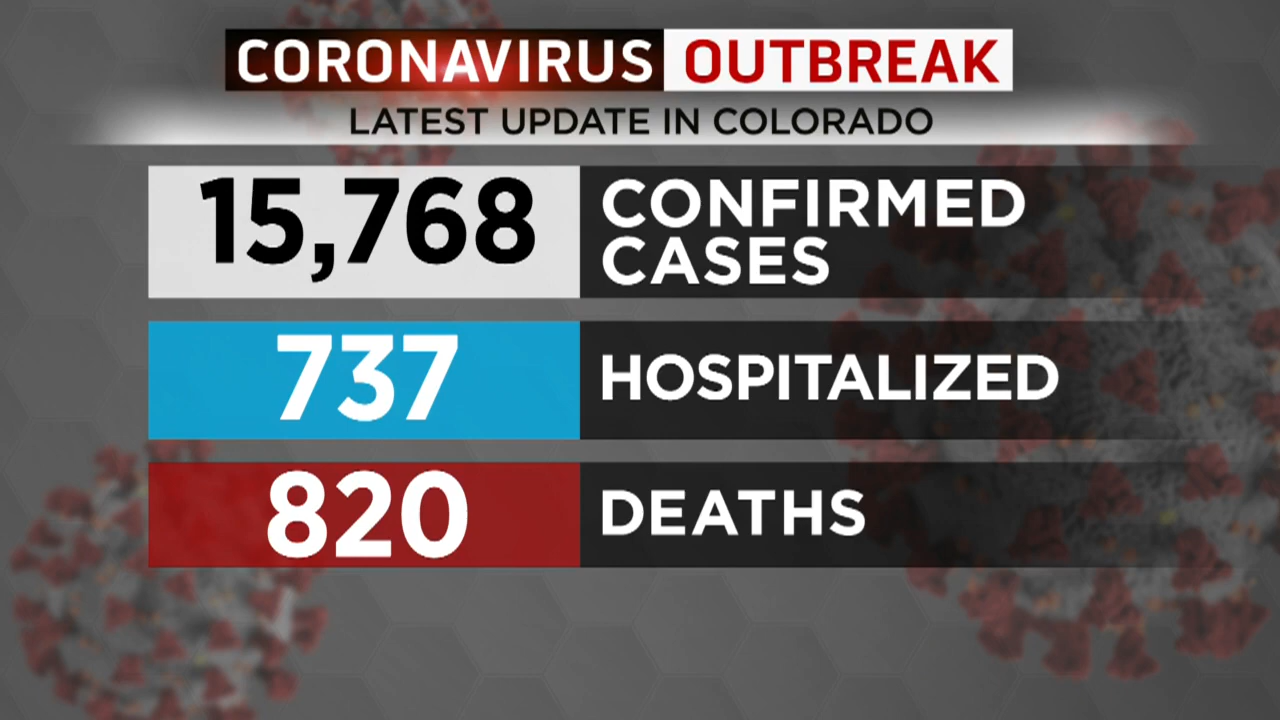 CORONAVIRUS OUTBREAK
LATEST UPDATE IN COLORADO
15,768 CONFIRMED
CASES
737 HOSPITALIZED
820 DEATHS